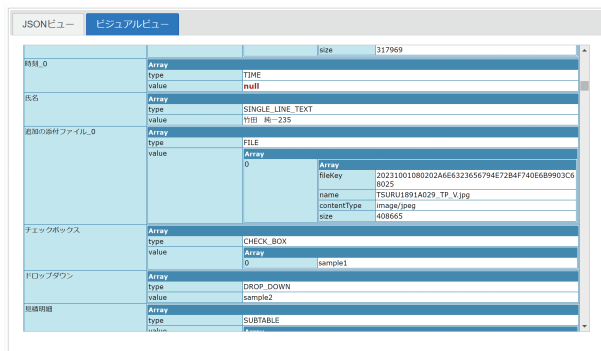 JSONビュー ビジュアルビュー
size 317969
時刻_0 Array
type TIME
value null
氏名 Array
type SINGLE_LINE_TEXT
value 竹田 純一235
追加の添付ファイル_0 Array
type FILE
value Array
0 Array
fileKey 20231001080202A6E6323656794E72B4F740E6B9903C6
8025
name TSURU1891A029_TP_V.jpg
contentType image/jpeg
size 408665
チェックボックス Array
type CHECK_BOX
value Array
0 sample1
ドロップダウン Array
type DROP_DOWN
value sample2
見積明細 Array
type SUBTABLE
value Array